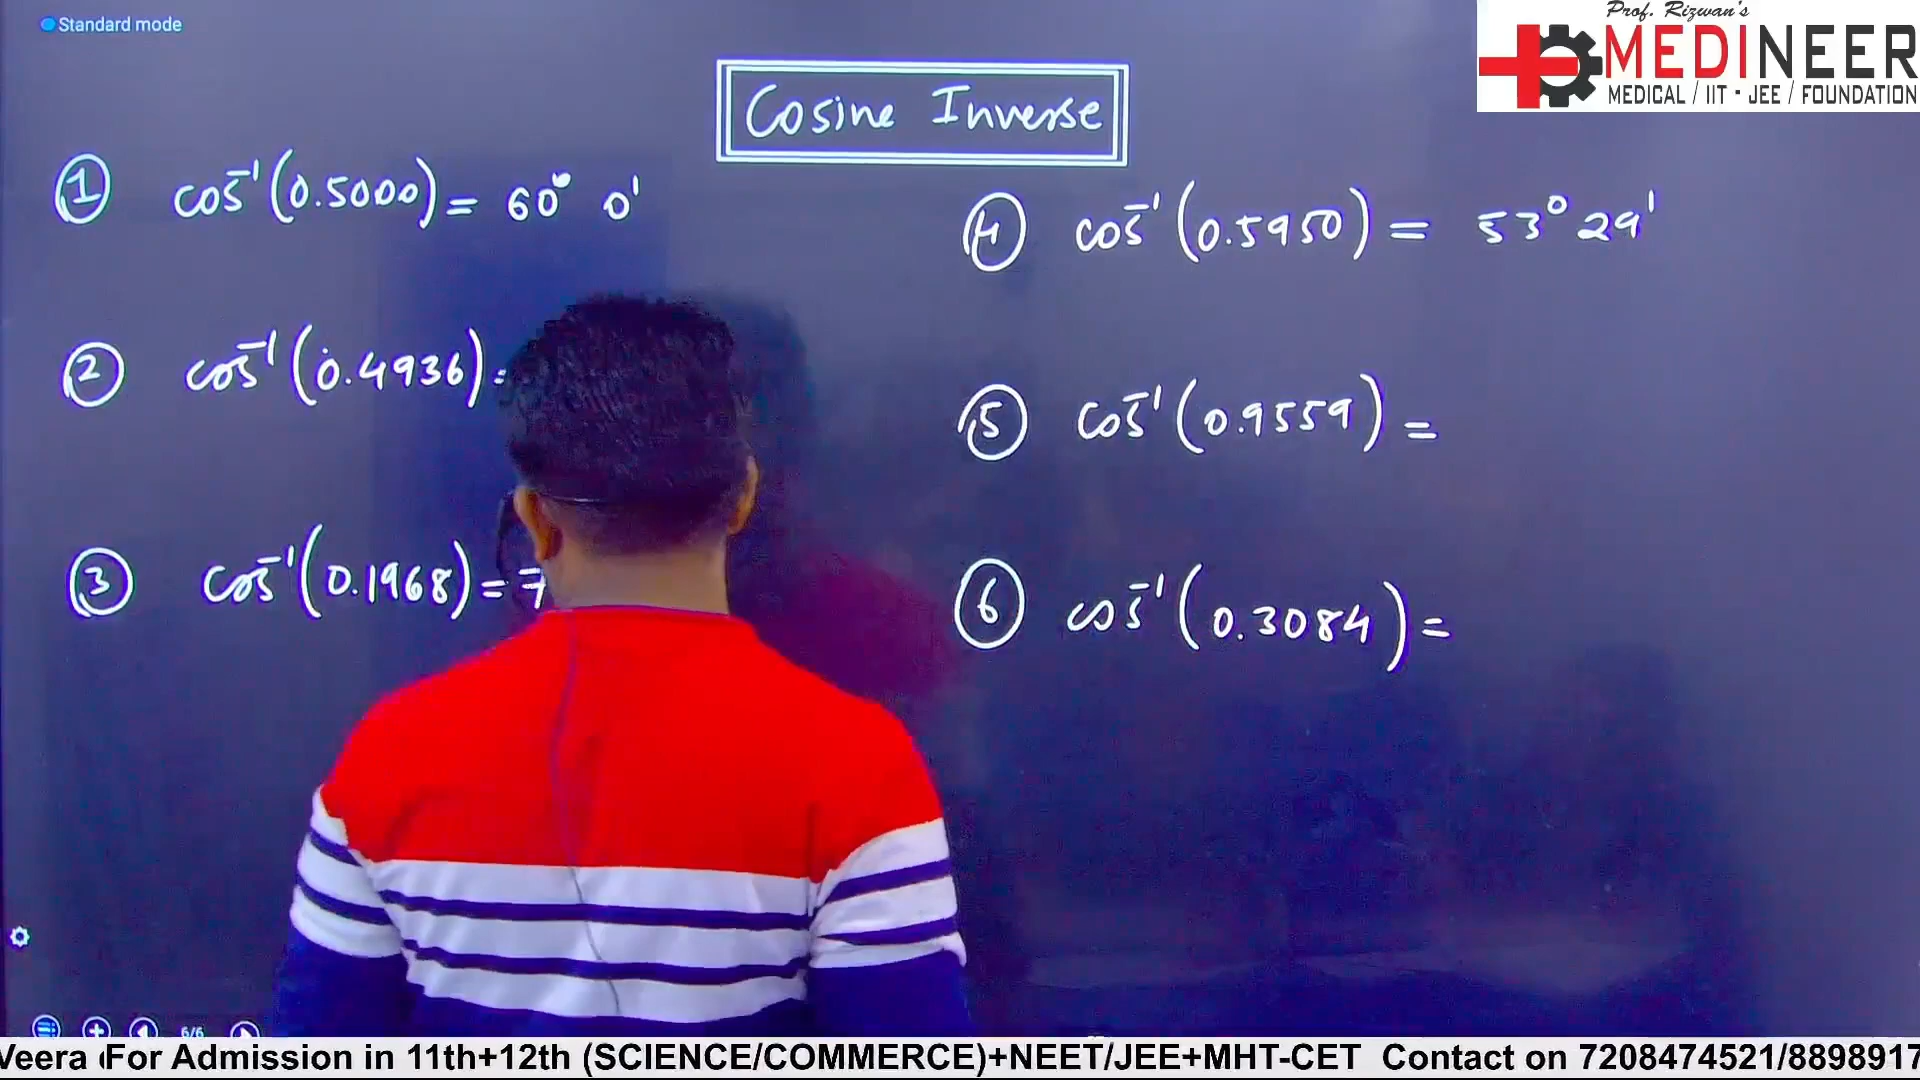 Standard mode
Prof. Rizwan's
MEDINEER
MEDICAL / IIT - JEE / FOUNDATION
Cosine Inverse
① cos⁻¹(0.5000) = 60° 0'
② cos⁻¹(0.4936) =
③ cos⁻¹(0.1968) = 7
④ cos⁻¹(0.5950) = 53° 29'
⑤ cos⁻¹(0.9559) =
⑥ cos⁻¹(0.3084) =
6/6
Veera For Admission in 11th+12th (SCIENCE/COMMERCE)+NEET/JEE+MHT-CET Contact on 7208474521/8898917